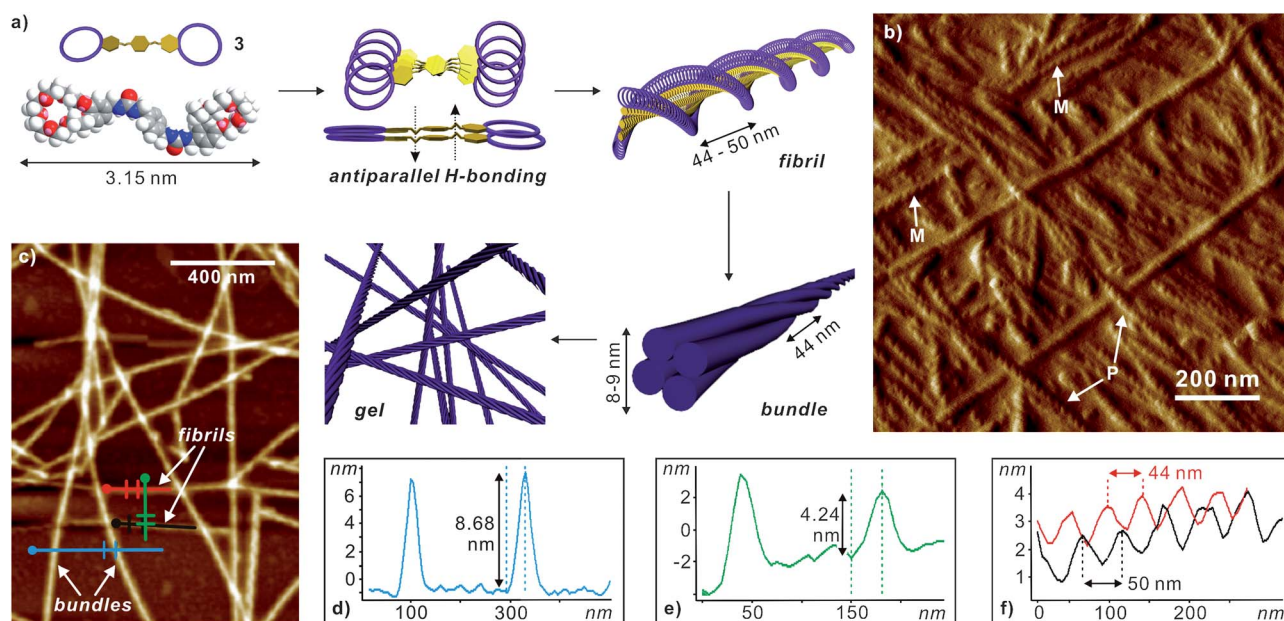 a)
3
3.15 nm
antiparallel H-bonding
44 - 50 nm
fibril
b)
M
M
P
200 nm
c)
400 nm
fibrils
bundles
gel
8-9 nm
44 nm
bundle
nm
6
4
2
0
8.68
nm
d)
100
300
nm
nm
2
0
-2
4.24
nm
e)
50
150
nm
nm
4
3
2
1
44 nm
50 nm
f)
0
100
200
nm